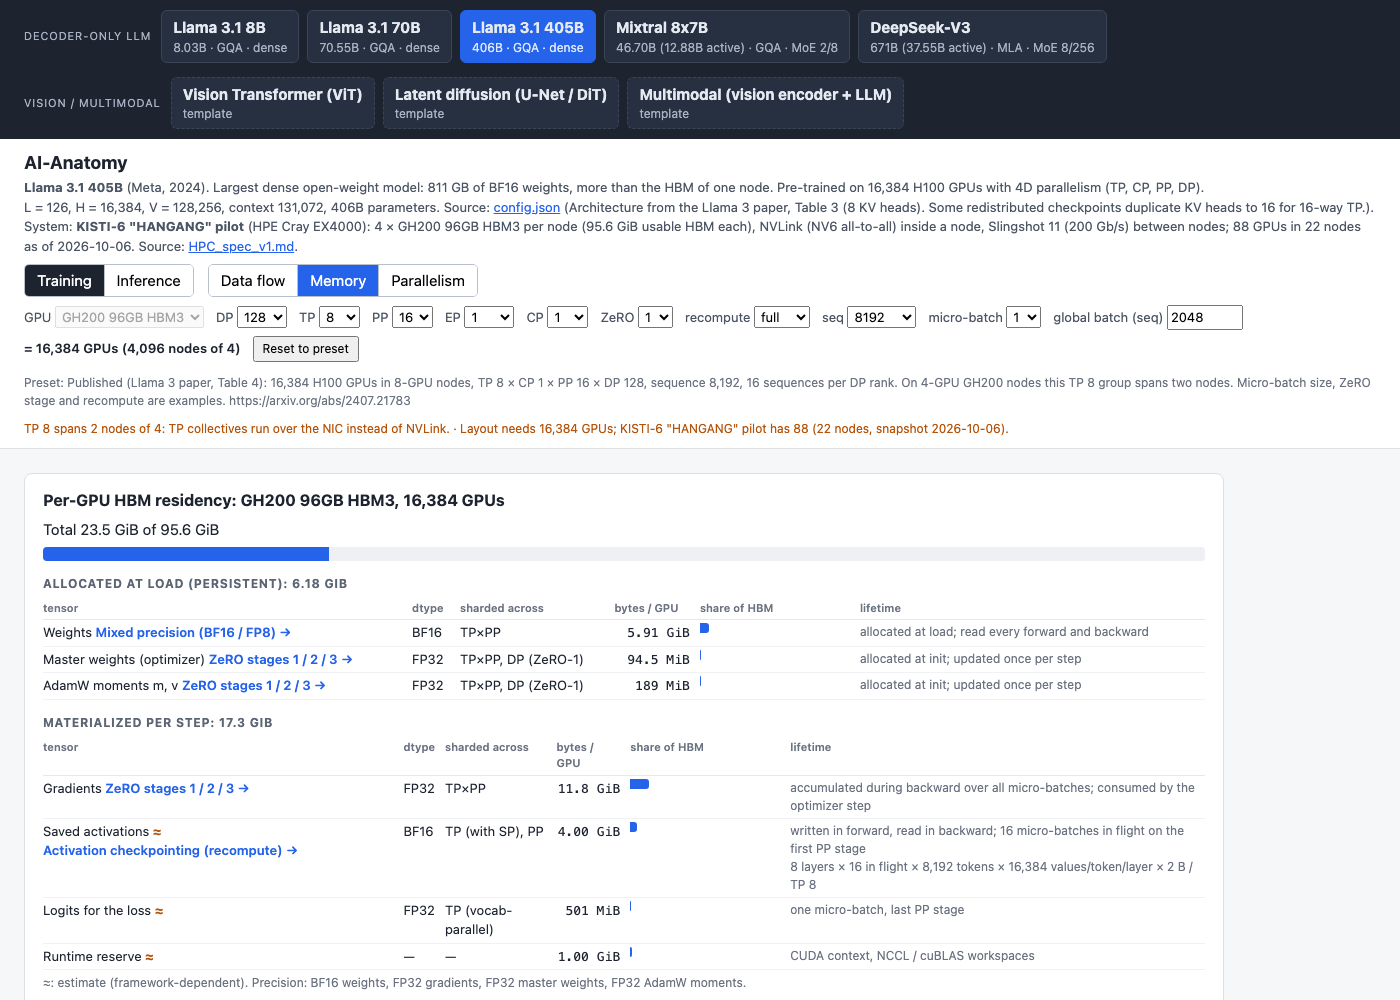 DECODER-ONLY LLM
Llama 3.1 8B
8.03B · GQA · dense
Llama 3.1 70B
70.55B · GQA · dense
Llama 3.1 405B
406B · GQA · dense
Mixtral 8x7B
46.70B (12.88B active) · GQA · MoE 2/8
DeepSeek-V3
671B (37.55B active) · MLA · MoE 8/256
VISION / MULTIMODAL
Vision Transformer (ViT)
template
Latent diffusion (U-Net / DiT)
template
Multimodal (vision encoder + LLM)
template
AI-Anatomy
Llama 3.1 405B (Meta, 2024). Largest dense open-weight model: 811 GB of BF16 weights, more than the HBM of one node. Pre-trained on 16,384 H100 GPUs with 4D parallelism (TP, CP, PP, DP).
L = 126, H = 16,384, V = 128,256, context 131,072, 406B parameters. Source: config.json (Architecture from the Llama 3 paper, Table 3 (8 KV heads). Some redistributed checkpoints duplicate KV heads to 16 for 16-way TP.).
System: KISTI-6 "HANGANG" pilot (HPE Cray EX4000): 4 × GH200 96GB HBM3 per node (95.6 GiB usable HBM each), NVLink (NV6 all-to-all) inside a node, Slingshot 11 (200 Gb/s) between nodes; 88 GPUs in 22 nodes
as of 2026-10-06. Source: HPC_spec_v1.md.
Training Inference Data flow Memory Parallelism
GPU GH200 96GB HBM3 DP 128 TP 8 PP 16 EP 1 CP 1 ZeRO 1 recompute full seq 8192 micro-batch 1 global batch (seq) 2048
= 16,384 GPUs (4,096 nodes of 4) Reset to preset
Preset: Published (Llama 3 paper, Table 4): 16,384 H100 GPUs in 8-GPU nodes, TP 8 × CP 1 × PP 16 × DP 128, sequence 8,192, 16 sequences per DP rank. On 4-GPU GH200 nodes this TP 8 group spans two nodes. Micro-batch size, ZeRO
stage and recompute are examples. https://arxiv.org/abs/2407.21783
TP 8 spans 2 nodes of 4: TP collectives run over the NIC instead of NVLink. · Layout needs 16,384 GPUs; KISTI-6 "HANGANG" pilot has 88 (22 nodes, snapshot 2026-10-06).
Per-GPU HBM residency: GH200 96GB HBM3, 16,384 GPUs
Total 23.5 GiB of 95.6 GiB
ALLOCATED AT LOAD (PERSISTENT): 6.18 GIB
tensor dtype sharded across bytes / GPU share of HBM lifetime
Weights Mixed precision (BF16 / FP8) → BF16 TP×PP 5.91 GiB allocated at load; read every forward and backward
Master weights (optimizer) ZeRO stages 1 / 2 / 3 → FP32 TP×PP, DP (ZeRO-1) 94.5 MiB allocated at init; updated once per step
AdamW moments m, v ZeRO stages 1 / 2 / 3 → FP32 TP×PP, DP (ZeRO-1) 189 MiB allocated at init; updated once per step
MATERIALIZED PER STEP: 17.3 GIB
tensor dtype sharded across bytes / GPU share of HBM lifetime
Gradients ZeRO stages 1 / 2 / 3 → FP32 TP×PP 11.8 GiB accumulated during backward over all micro-batches; consumed by the
optimizer step
Saved activations ≈ BF16 TP (with SP), PP 4.00 GiB written in forward, read in backward; 16 micro-batches in flight on the
Activation checkpointing (recompute) → first PP stage
8 layers × 16 in flight × 8,192 tokens × 16,384 values/token/layer × 2 B /
TP 8
Logits for the loss ≈ FP32 TP (vocab- 501 MiB one micro-batch, last PP stage
parallel)
Runtime reserve ≈ — — 1.00 GiB CUDA context, NCCL / cuBLAS workspaces
≈: estimate (framework-dependent). Precision: BF16 weights, FP32 gradients, FP32 master weights, FP32 AdamW moments.